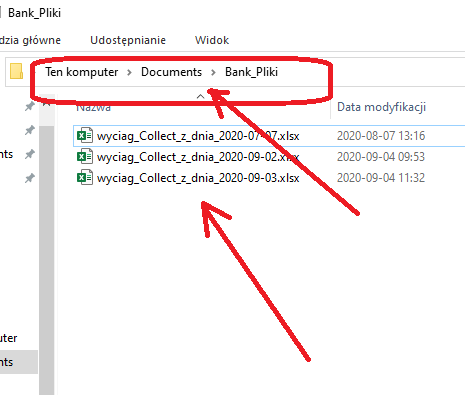 Bank_Pliki
dzia główne Udostępnianie Widok
Ten komputer > Documents > Bank_Pliki
Nazwa Data modyfikacji
wyciag_Collect_z_dnia_2020-07-07.xlsx 2020-08-07 13:16
wyciag_Collect_z_dnia_2020-09-02.xlsx 2020-09-04 09:53
nts wyciag_Collect_z_dnia_2020-09-03.xlsx 2020-09-04 11:32
uter
nts